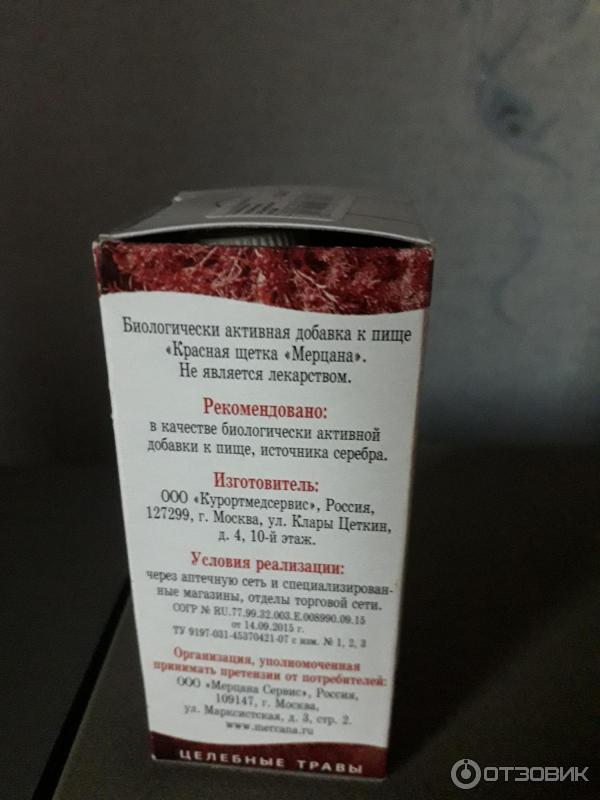 Биологически активная добавка к пище
«Красная щетка «Мерцана».
Не является лекарством.
Рекомендовано:
в качестве биологически активной
добавки к пище, источника серебра.
Изготовитель:
ООО «Курортмедсервис», Россия,
127299, г. Москва, ул. Клары Цеткин,
д. 4, 10-й этаж.
Условия реализации:
через аптечную сеть и специализирован-
ные магазины, отделы торговой сети.
СОГР № RU.77.99.32.003.Е.008990.09.15
от 14.09.2015 г.
ТУ 9197-031-45370421-07 с изм. № 1, 2, 3
Организация, уполномоченная
принимать претензии от потребителей:
ООО «Мерцана Сервис», Россия,
109147, г. Москва,
ул. Марксистская, д. 3, стр. 2.
www.mercana.ru
ЦЕЛЕБНЫЕ ТРАВЫ
ОТЗОВИК